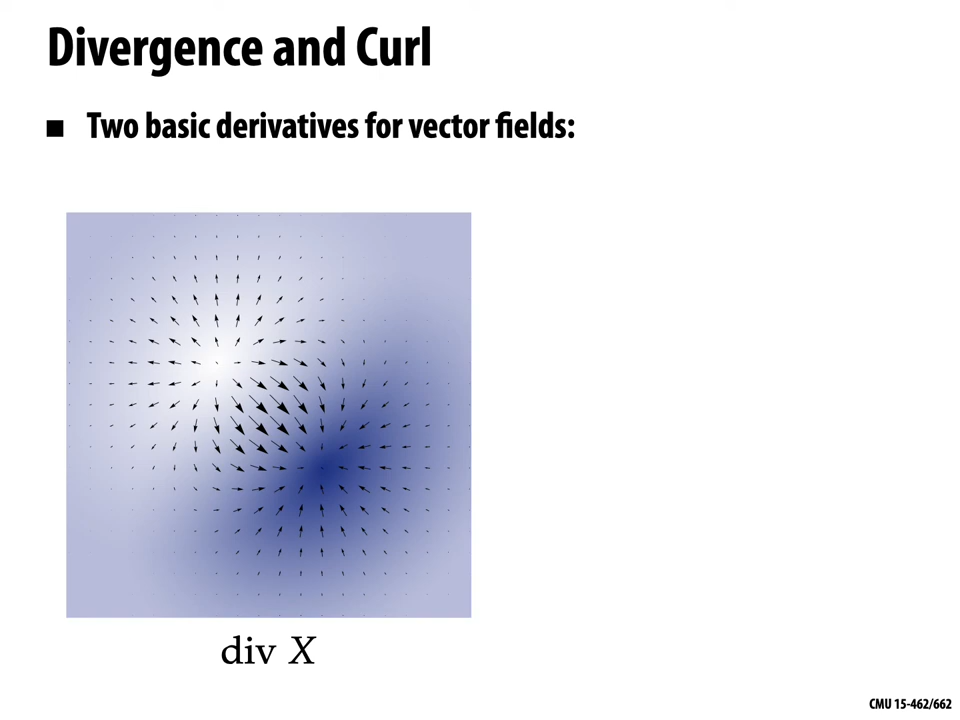 Divergence and Curl
■ Two basic derivatives for vector fields:
div X
CMU 15-462/662